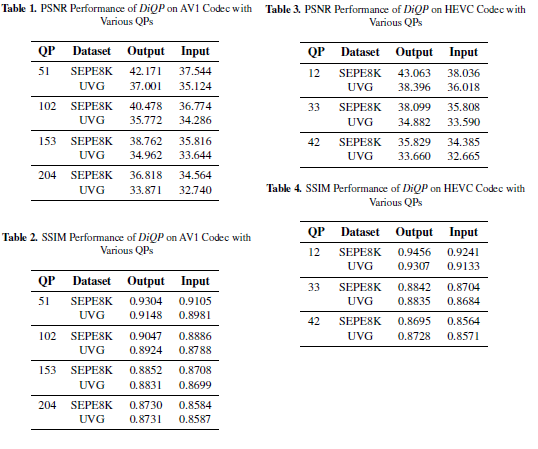 Table 1. PSNR Performance of DiQP on AV1 Codec with
Various QPs
QP Dataset Output Input
51 SEPE8K 42.171 37.544
UVG 37.001 35.124
102 SEPE8K 40.478 36.774
UVG 35.772 34.286
153 SEPE8K 38.762 35.816
UVG 34.962 33.644
204 SEPE8K 36.818 34.564
UVG 33.871 32.740
Table 2. SSIM Performance of DiQP on AV1 Codec with
Various QPs
QP Dataset Output Input
51 SEPE8K 0.9304 0.9105
UVG 0.9148 0.8981
102 SEPE8K 0.9047 0.8886
UVG 0.8924 0.8788
153 SEPE8K 0.8852 0.8708
UVG 0.8831 0.8699
204 SEPE8K 0.8730 0.8584
UVG 0.8731 0.8587
Table 3. PSNR Performance of DiQP on HEVC Codec with
Various QPs
QP Dataset Output Input
12 SEPE8K 43.063 38.036
UVG 38.396 36.018
33 SEPE8K 38.099 35.808
UVG 34.882 33.590
42 SEPE8K 35.829 34.385
UVG 33.660 32.665
Table 4. SSIM Performance of DiQP on HEVC Codec with
Various QPs
QP Dataset Output Input
12 SEPE8K 0.9456 0.9241
UVG 0.9307 0.9133
33 SEPE8K 0.8842 0.8704
UVG 0.8835 0.8684
42 SEPE8K 0.8695 0.8564
UVG 0.8728 0.8571